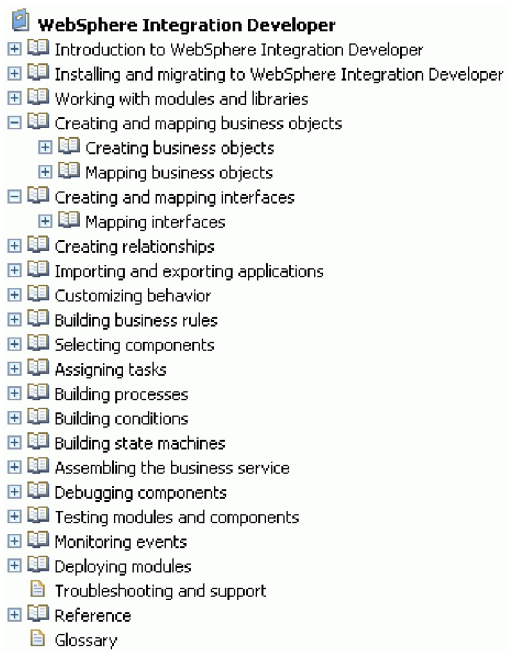 WebSphere Integration Developer
Introduction to WebSphere Integration Developer
Installing and migrating to WebSphere Integration Developer
Working with modules and libraries
Creating and mapping business objects
Creating business objects
Mapping business objects
Creating and mapping interfaces
Mapping interfaces
Creating relationships
Importing and exporting applications
Customizing behavior
Building business rules
Selecting components
Assigning tasks
Building processes
Building conditions
Building state machines
Assembling the business service
Debugging components
Testing modules and components
Monitoring events
Deploying modules
Troubleshooting and support
Reference
Glossary